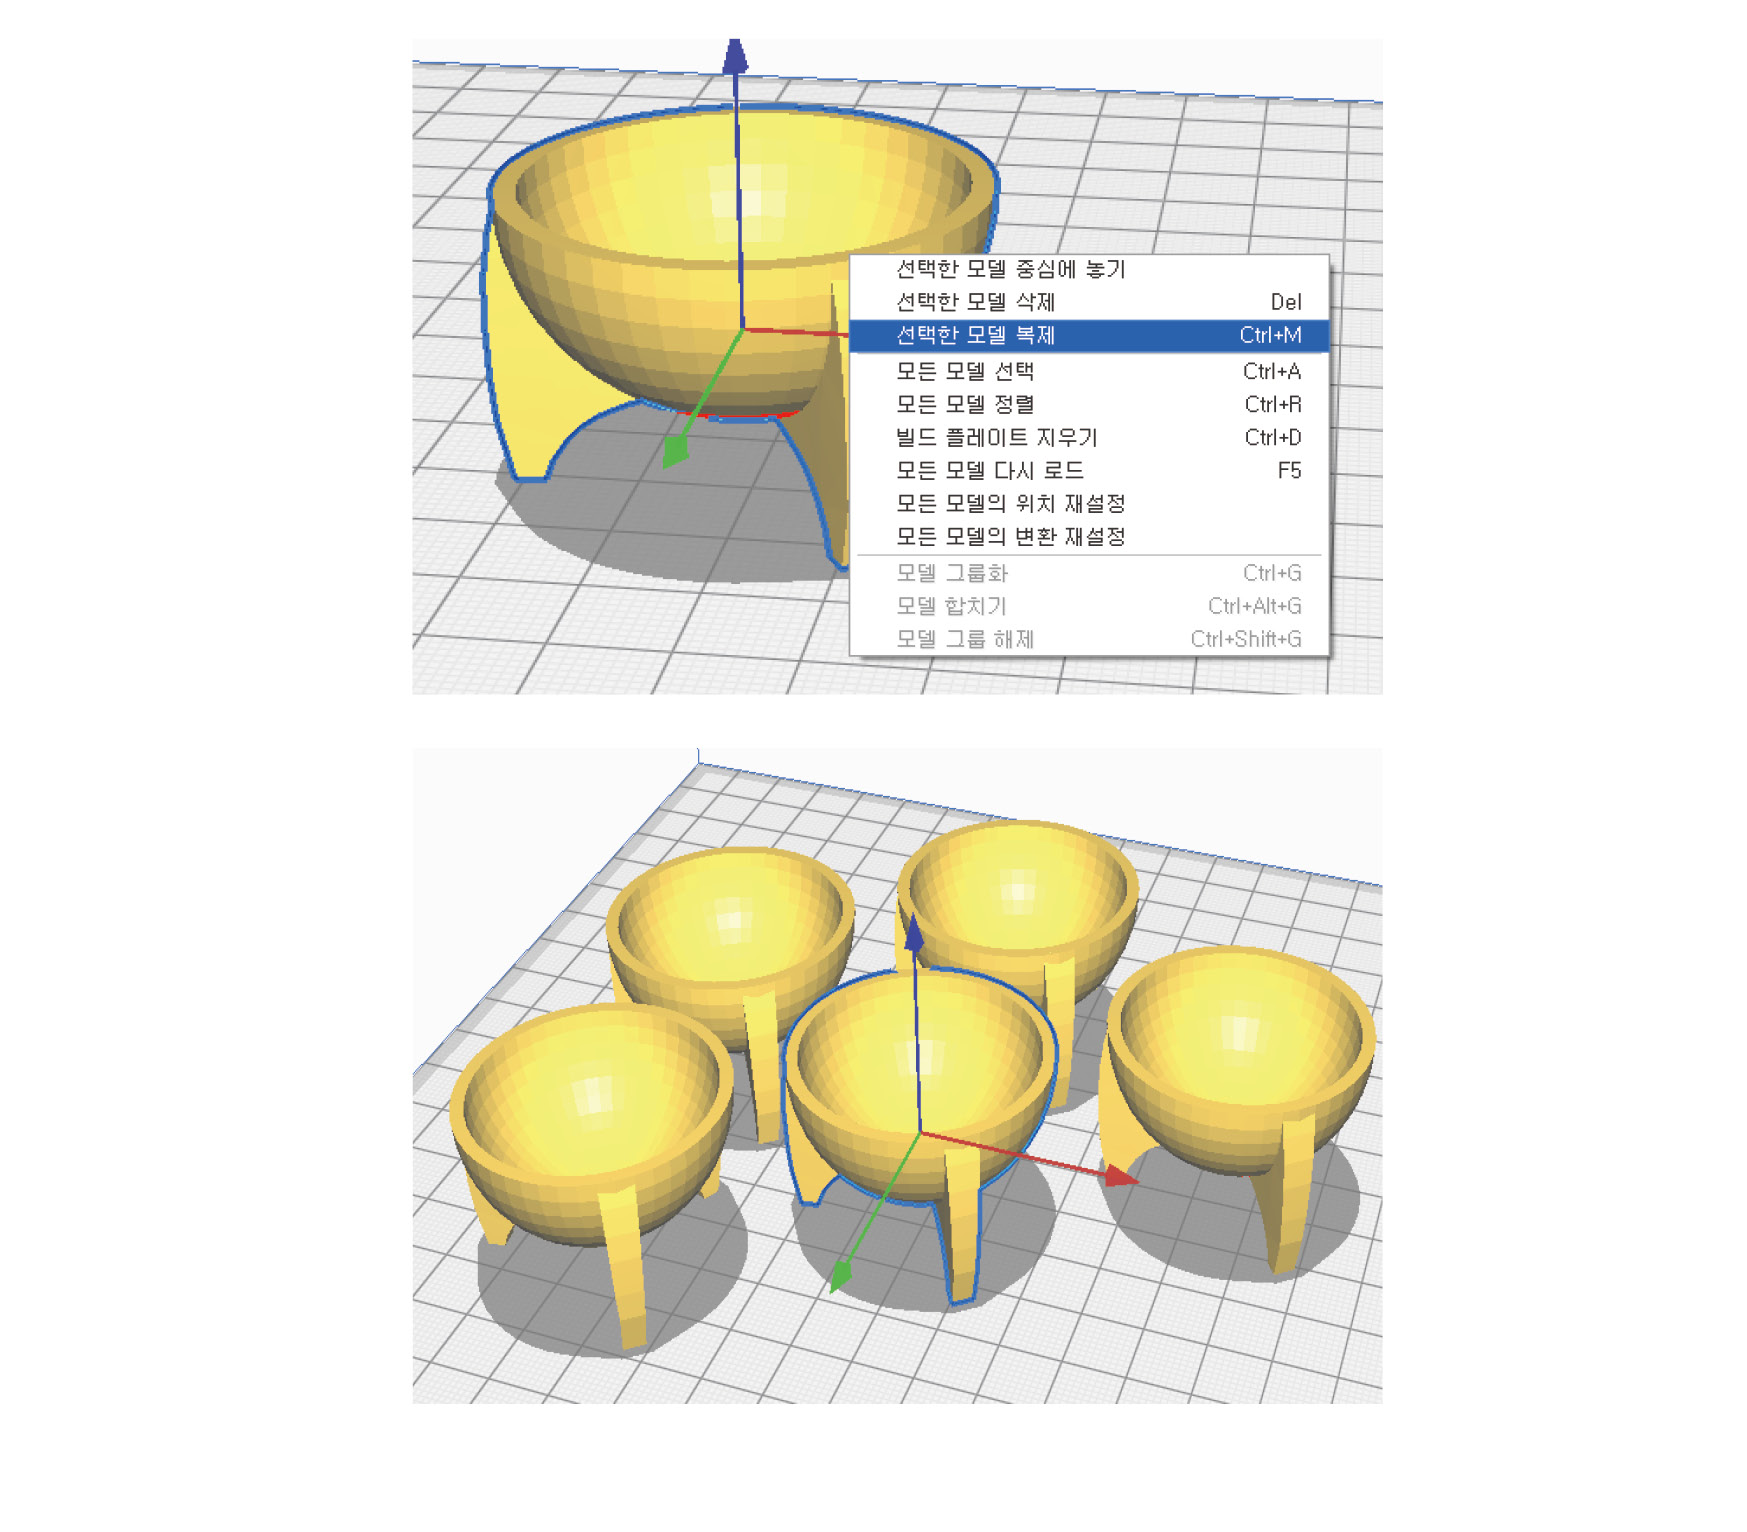 선택한 모델 중심에 놓기
선택한 모델 삭제 Del
선택한 모델 복제 Ctrl+M
모든 모델 선택 Ctrl+A
모든 모델 정렬 Ctrl+R
빌드 플레이트 지우기 Ctrl+D
모든 모델 다시 로드 F5
모든 모델의 위치 재설정
모든 모델의 변환 재설정
모델 그룹화 Ctrl+G
모델 합치기 Ctrl+Alt+G
모델 그룹 해제 Ctrl+Shift+G